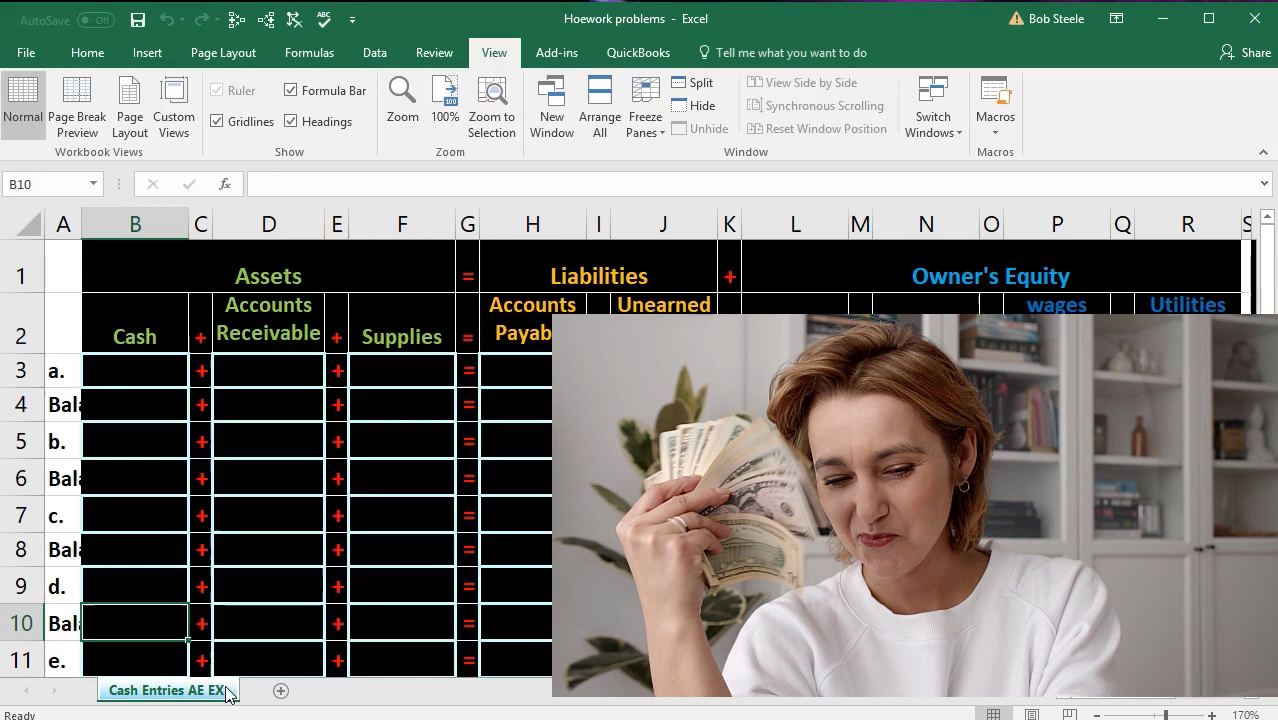 AutoSave Off
Hoework problems - Excel
Bob Steele
File Home Insert Page Layout Formulas Data Review View Add-ins QuickBooks Tell me what you want to do Share
Normal
Page Break Preview
Page Layout
Custom Views
Workbook Views
Ruler
Formula Bar
Gridlines
Headings
Show
Zoom
100%
Zoom to Selection
Zoom
New Window
Arrange All
Freeze Panes
Split
Hide
Unhide
View Side by Side
Synchronous Scrolling
Reset Window Position
Window
Switch Windows
Macros
Macros
B10 fx
A B C D E F G H I J K L M N O P Q R S
1 Assets = Liabilities + Owner's Equity
2 Cash + Accounts Receivable + Supplies = Accounts Unearned wages Utilities
3 a. + + =
4 Bala + + =
5 b. + + =
6 Bala + + =
7 c. + + =
8 Bala + + =
9 d. + + =
10 Bala + + =
11 e. + + =
Cash Entries AE EX
Ready
170%